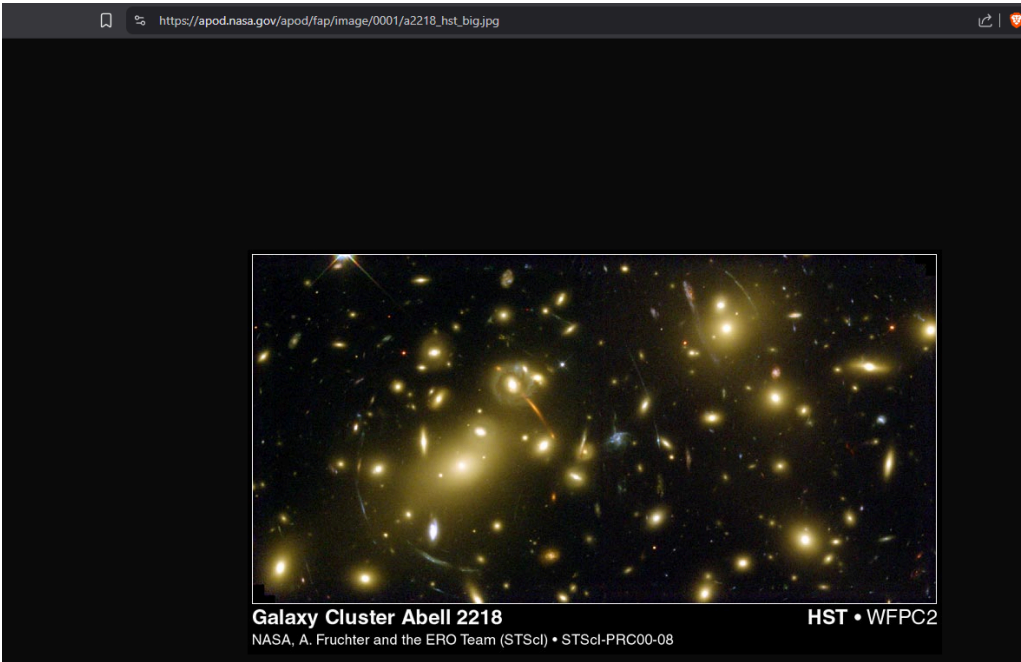 https://apod.nasa.gov/apod/fap/image/0001/a2218_hst_big.jpg
Galaxy Cluster Abell 2218 HST • WFPC2
NASA, A. Fruchter and the ERO Team (STScI) • STScI-PRC00-08